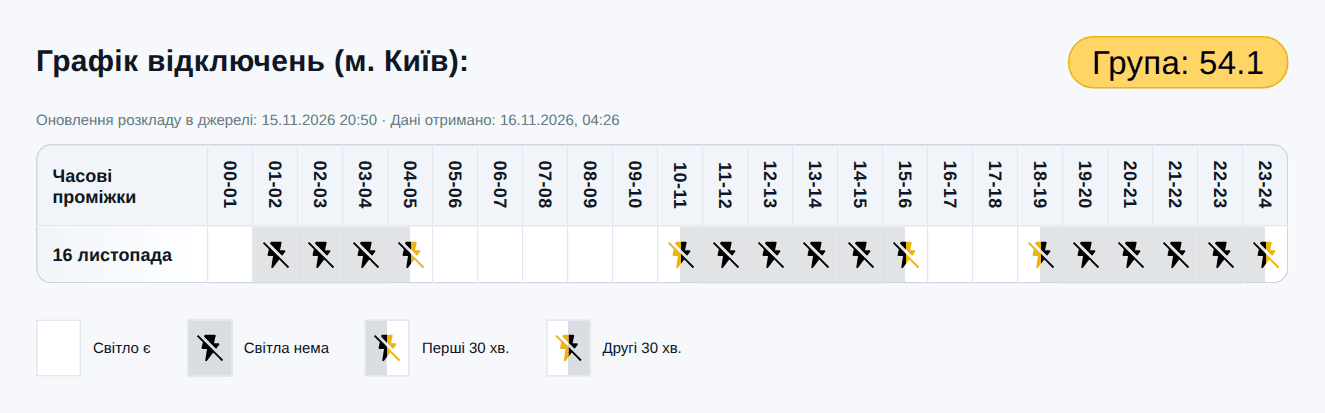 Графік відключень (м. Київ):
Група: 54.1
Оновлення розкладу в джерелі: 15.11.2026 20:50 · Дані отримано: 16.11.2026, 04:26
Часові
проміжки
00-01
01-02
02-03
03-04
04-05
05-06
06-07
07-08
08-09
09-10
10-11
11-12
12-13
13-14
14-15
15-16
16-17
17-18
18-19
19-20
20-21
21-22
22-23
23-24
16 листопада
Світло є
Світла нема
Перші 30 хв.
Другі 30 хв.